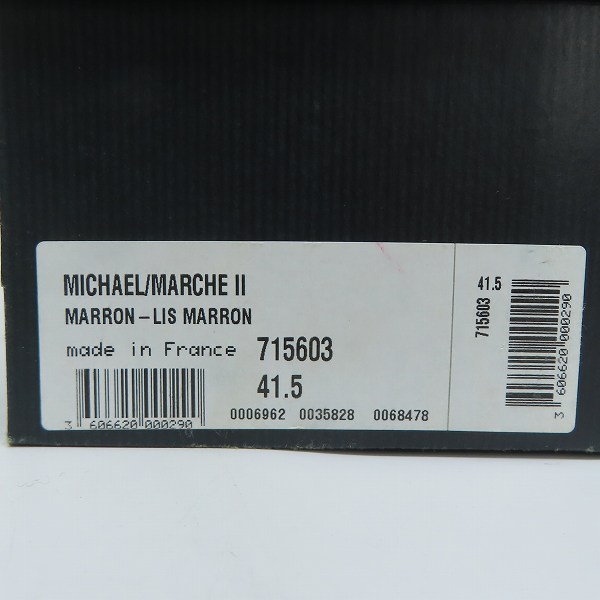 MICHAEL/MARCHE II
MARRON-LIS MARRON
made in France 715603
41.5
3 606620 000290
0006962 0035828 0068478
41.5
715603
3 606620 000290